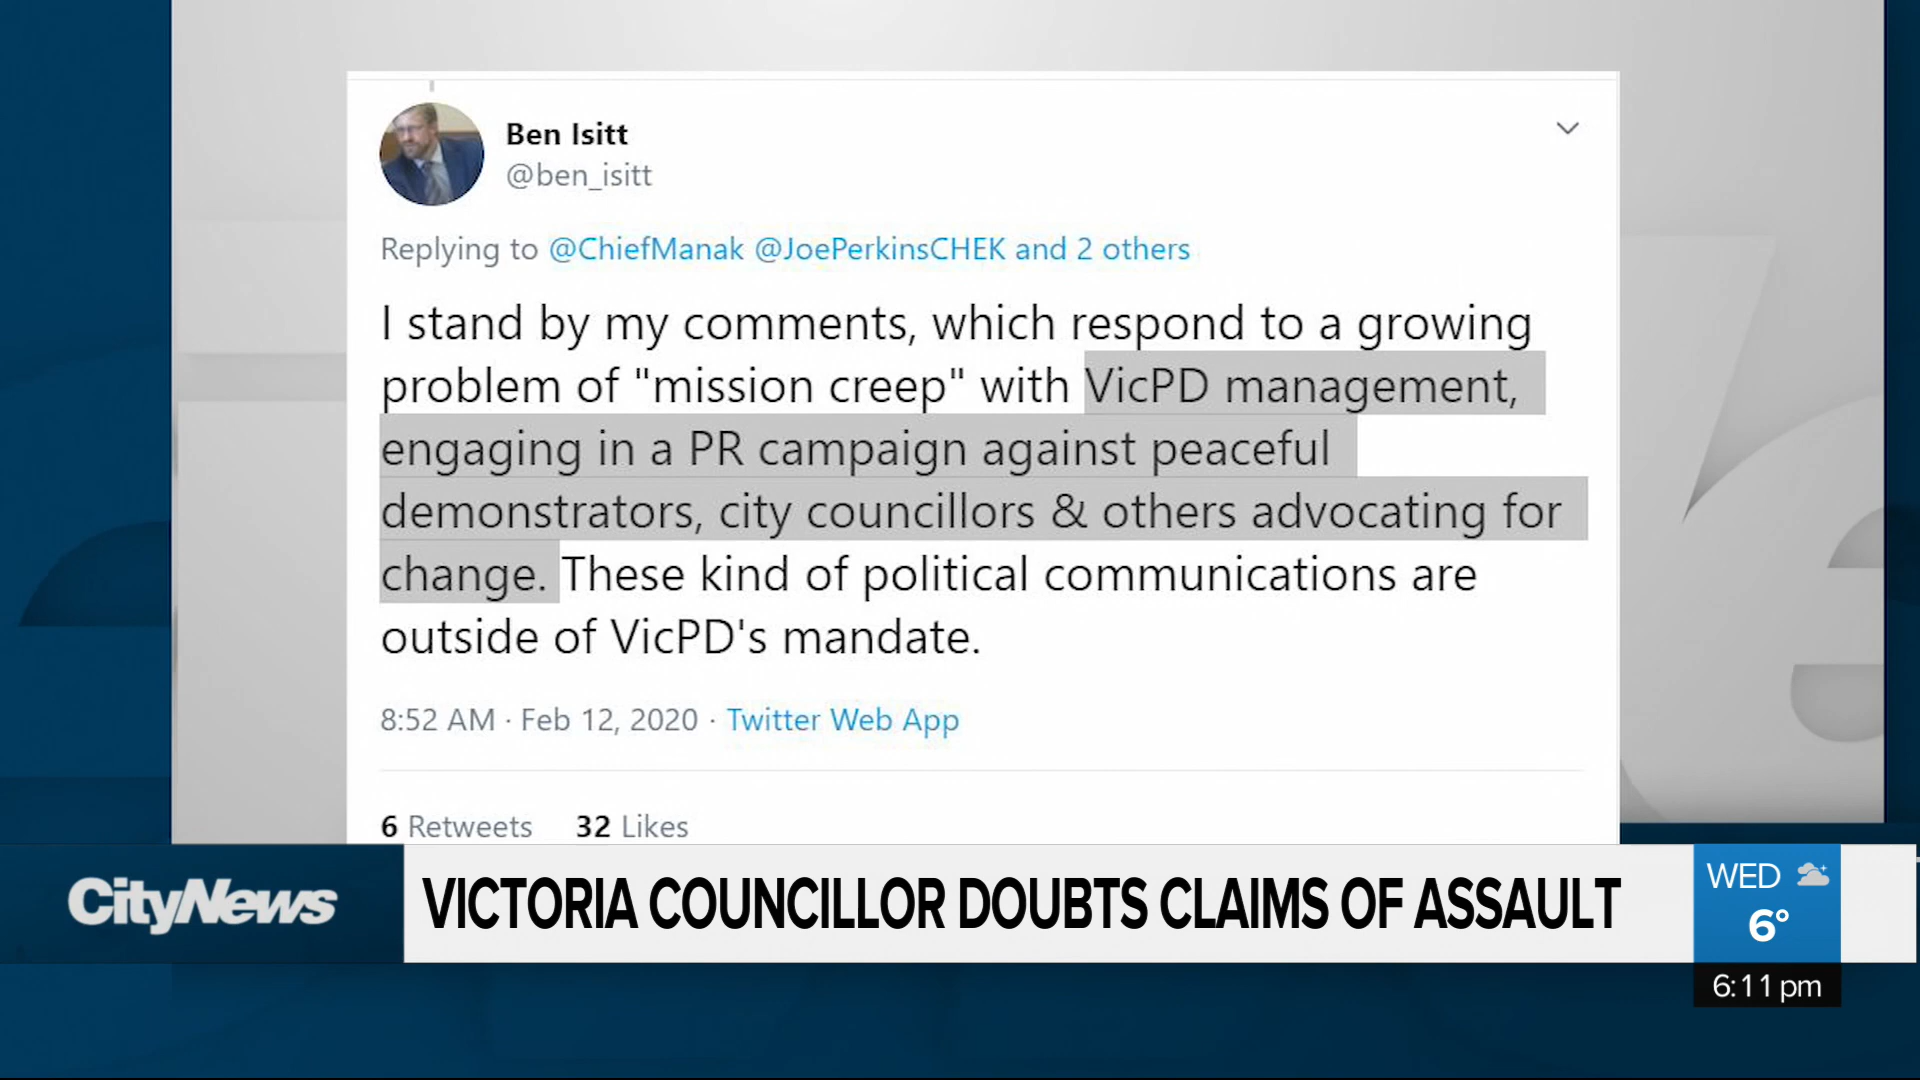 Ben Isitt
@ben_isitt
Replying to @ChiefManak @JoePerkinsCHEK and 2 others
I stand by my comments, which respond to a growing
problem of "mission creep" with VicPD management,
engaging in a PR campaign against peaceful
demonstrators, city councillors & others advocating for
change. These kind of political communications are
outside of VicPD's mandate.
8:52 AM · Feb 12, 2020 · Twitter Web App
6 Retweets 32 Likes
CityNews
VICTORIA COUNCILLOR DOUBTS CLAIMS OF ASSAULT
WED
6°
6:11 pm